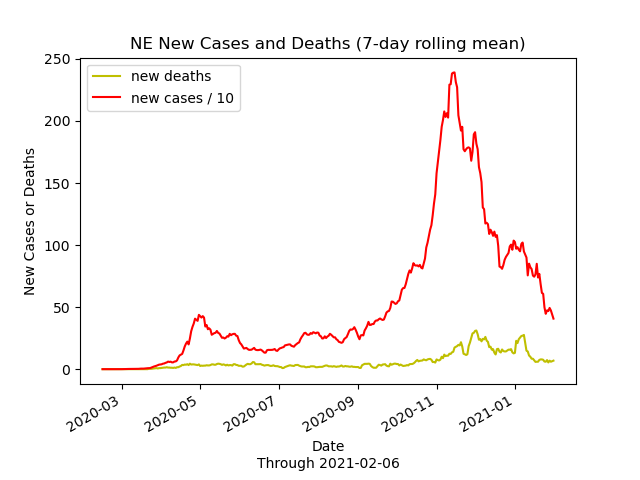 NE New Cases and Deaths (7-day rolling mean)
new deaths
new cases / 10
250
200
150
100
50
0
New Cases or Deaths
2020-03
2020-05
2020-07
2020-09
2020-11
2021-01
Date
Through 2021-02-06